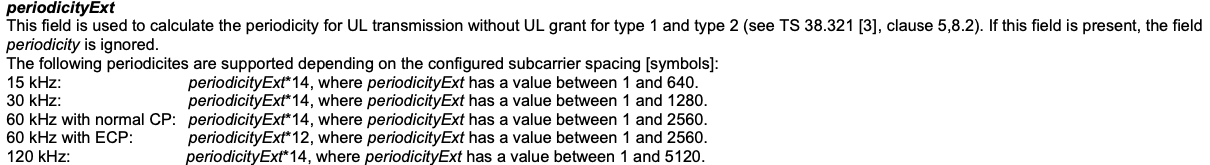 periodicityExt
This field is used to calculate the periodicity for UL transmission without UL grant for type 1 and type 2 (see TS 38.321 [3], clause 5,8.2). If this field is present, the field
periodicity is ignored.
The following periodicites are supported depending on the configured subcarrier spacing [symbols]:
15 kHz: periodicityExt*14, where periodicityExt has a value between 1 and 640.
30 kHz: periodicityExt*14, where periodicityExt has a value between 1 and 1280.
60 kHz with normal CP: periodicityExt*14, where periodicityExt has a value between 1 and 2560.
60 kHz with ECP: periodicityExt*12, where periodicityExt has a value between 1 and 2560.
120 kHz: periodicityExt*14, where periodicityExt has a value between 1 and 5120.